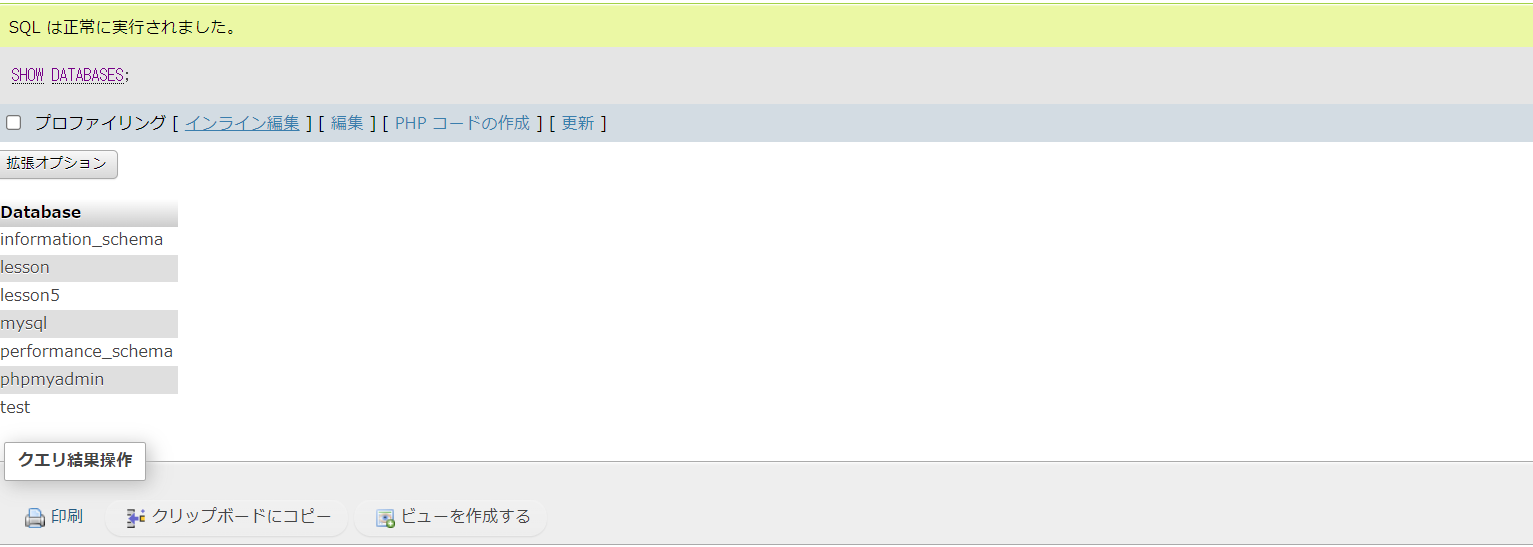 SQL は正常に実行されました。
SHOW DATABASES;
プロファイリング [ インライン編集 ] [ 編集 ] [ PHP コードの作成 ] [ 更新 ]
拡張オプション
Database
information_schema
lesson
lesson5
mysql
performance_schema
phpmyadmin
test
クエリ結果操作
印刷 クリップボードにコピー ビューを作成する